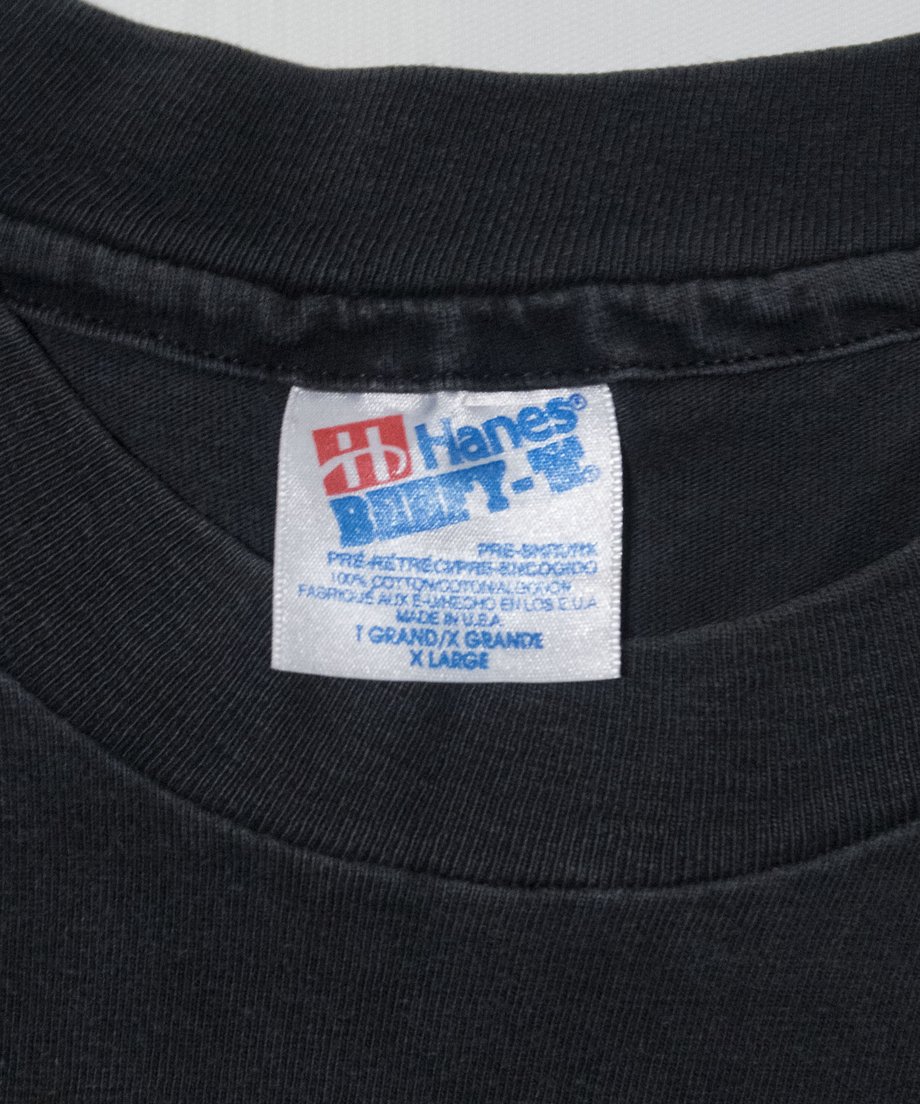 Hanes®
BEEFY-T®
PRE-SHRUNK
PRÉ-RÉTRÉCI/PRE-ENCOGIDO
100% COTTON/COTON/ALGODON
FABRIQUÉ AUX É-U/HECHO EN LOS E.U.A
MADE IN U.S.A
T GRAND/X GRANDE
X LARGE